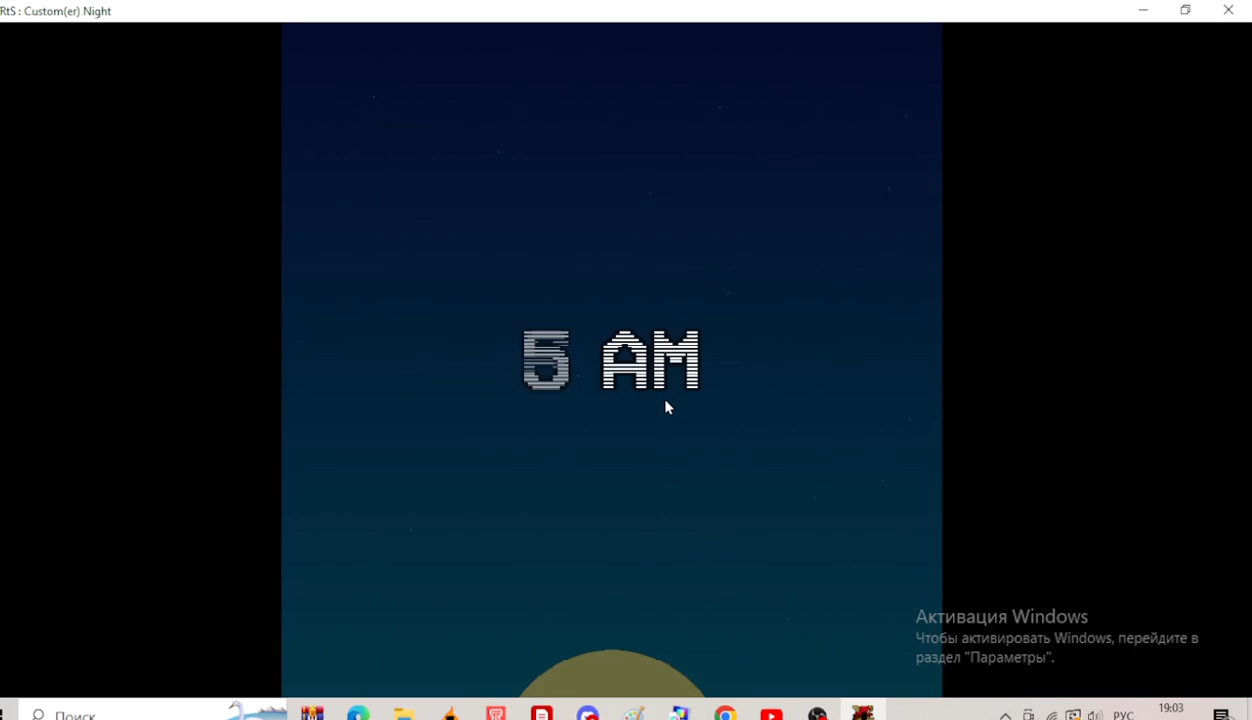 RtS : Custom(er) Night
5 AM
Активация Windows
Чтобы активировать Windows, перейдите в
раздел "Параметры".
Поиск
РУС
19:03